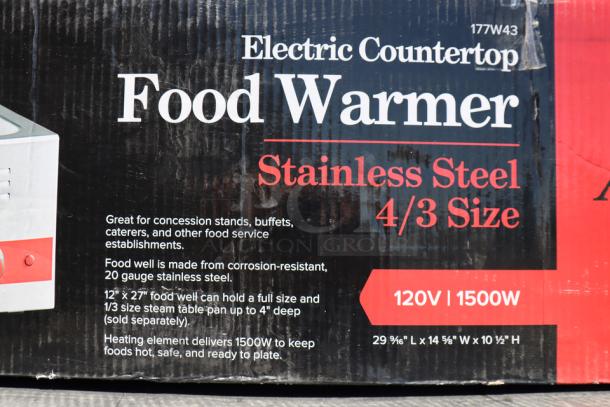 177W43
Electric Countertop
Food Warmer
Stainless Steel
4/3 Size
Great for concession stands, buffets,
caterers, and other food service
establishments.
Food well is made from corrosion-resistant,
20 gauge stainless steel.
12" x 27" food well can hold a full size and
1/3 size steam table pan up to 4" deep
(sold separately).
Heating element delivers 1500W to keep
foods hot, safe, and ready to plate.
120V | 1500W
29 9⁄16" L x 14 5⁄8" W x 10 ½" H
AUCTION GROUP